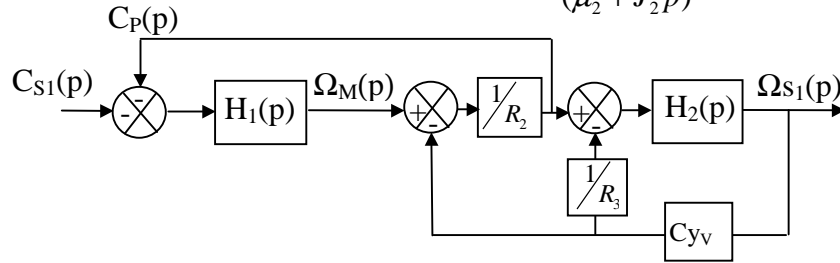 (μ₂ + J₂p)
C_P(p)
C_S1(p)
-
-
H₁(p)
Ω_M(p)
+
-
1/R₂
+
-
H₂(p)
Ωs₁(p)
1/R₃
Cy_V